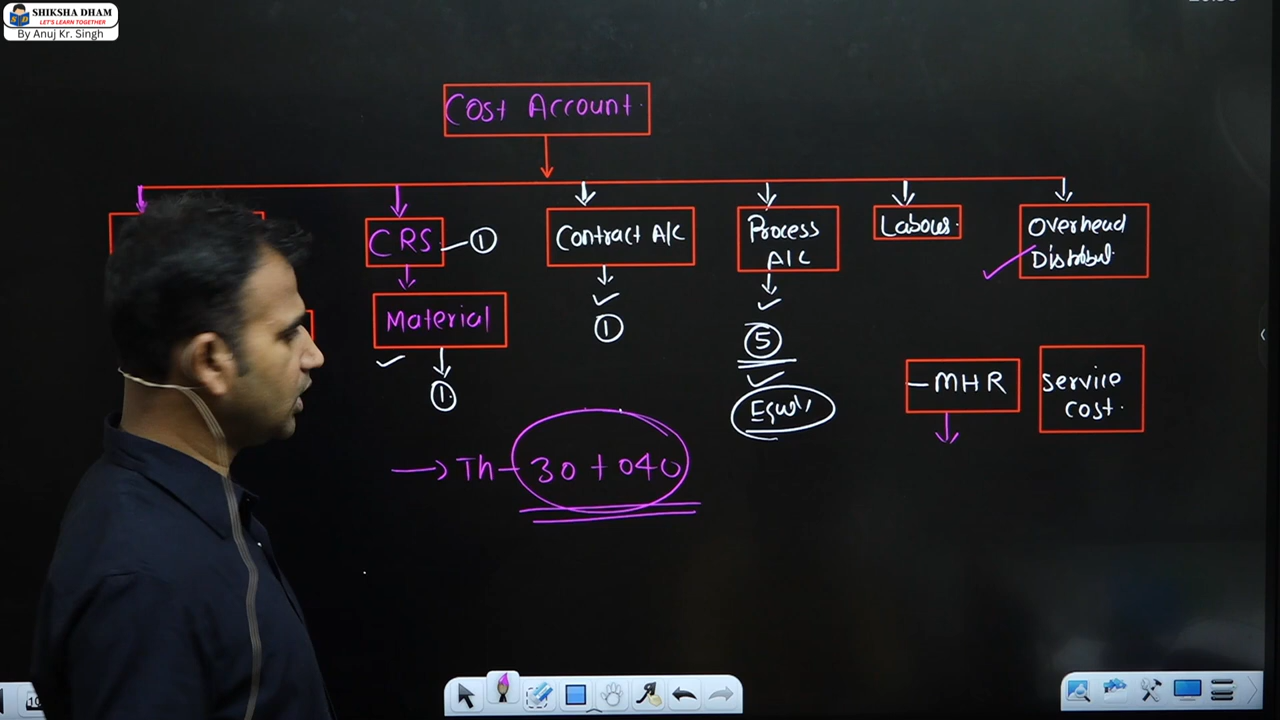 SHIKSHA DHAM
LET'S LEARN TOGETHER
By Anuj Kr. Singh
Cost Account
CRS
1
Contract A/c
Process
A/C
Labour
Overhead
Distribut.
Material
1
1
5
Equi
MHR
Service
Cost.
Th - 30 + 040